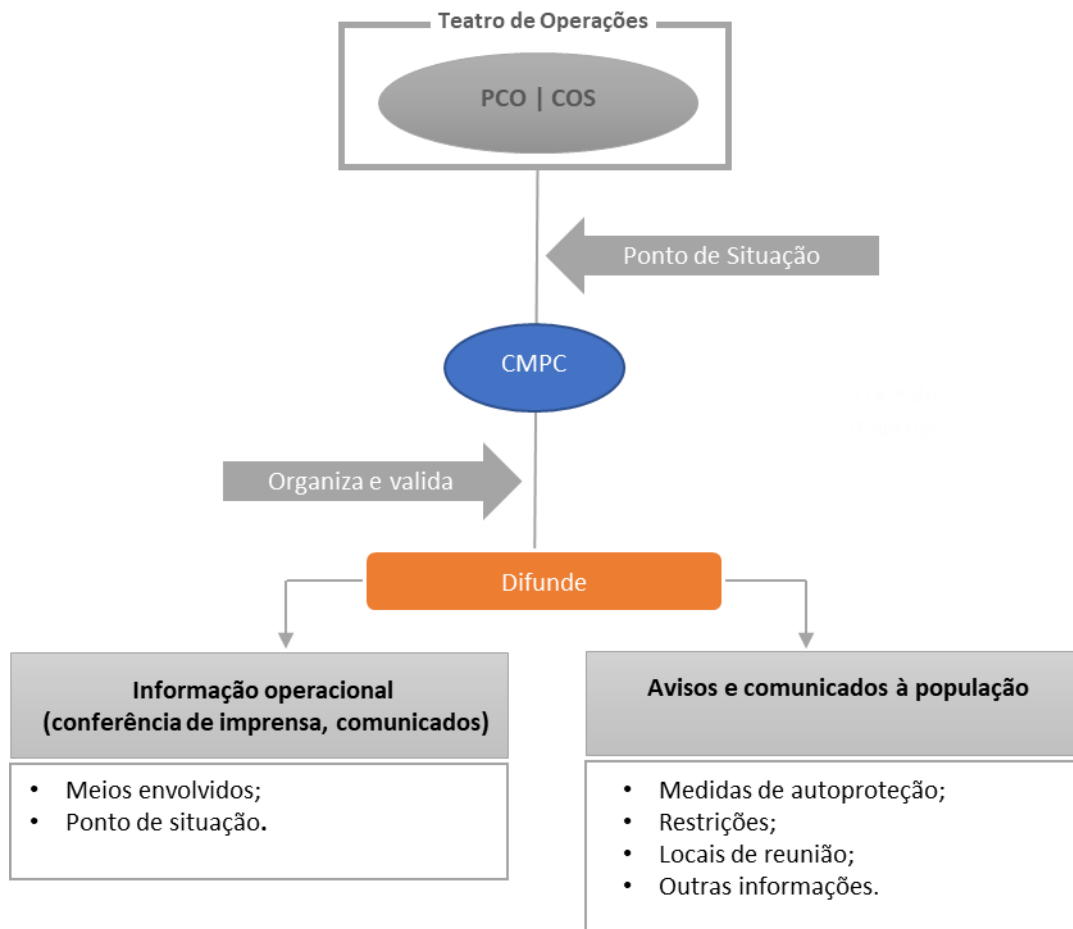 Teatro de Operações
PCO | COS
Ponto de Situação
CMPC
Organiza e valida
Difunde
Informação operacional
(conferência de imprensa, comunicados)
• Meios envolvidos;
• Ponto de situação.
Avisos e comunicados à população
• Medidas de autoproteção;
• Restrições;
• Locais de reunião;
• Outras informações.